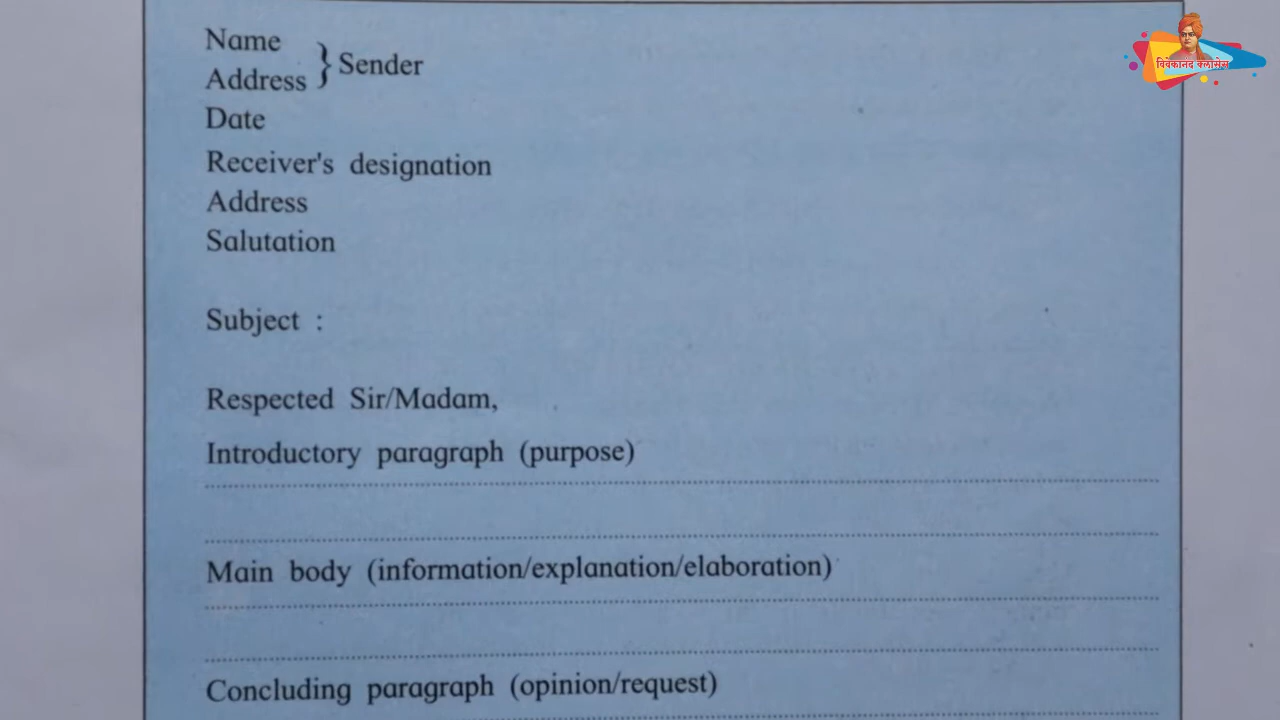 Name
Address } Sender
Date
Receiver's designation
Address
Salutation
Subject :
Respected Sir/Madam,
Introductory paragraph (purpose)
Main body (information/explanation/elaboration)
Concluding paragraph (opinion/request)
विवेकानंद क्लासेस